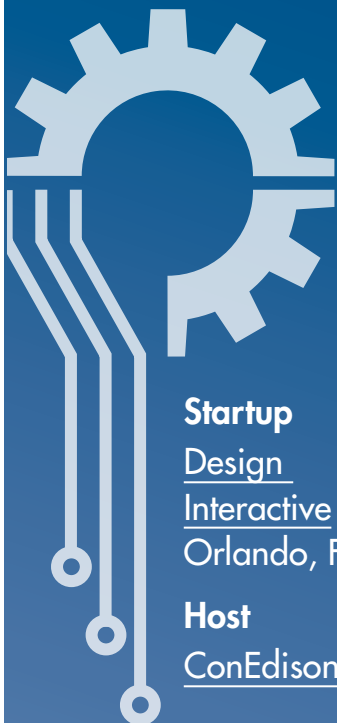 Startup
Design
Interactive
Orlando, F
Host
ConEdison